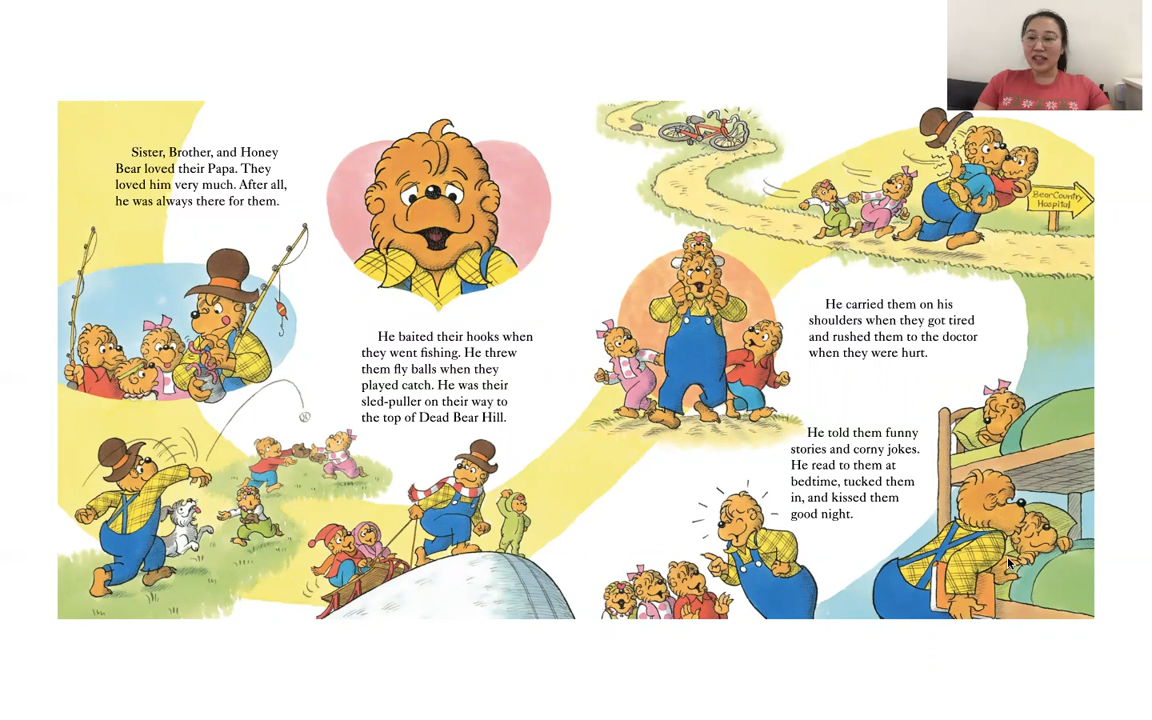 Sister, Brother, and Honey
Bear loved their Papa. They
loved him very much. After all,
he was always there for them.
He baited their hooks when
they went fishing. He threw
them fly balls when they
played catch. He was their
sled-puller on their way to
the top of Dead Bear Hill.
Bear Country
Hospital
He carried them on his
shoulders when they got tired
and rushed them to the doctor
when they were hurt.
He told them funny
stories and corny jokes.
He read to them at
bedtime, tucked them
in, and kissed them
good night.